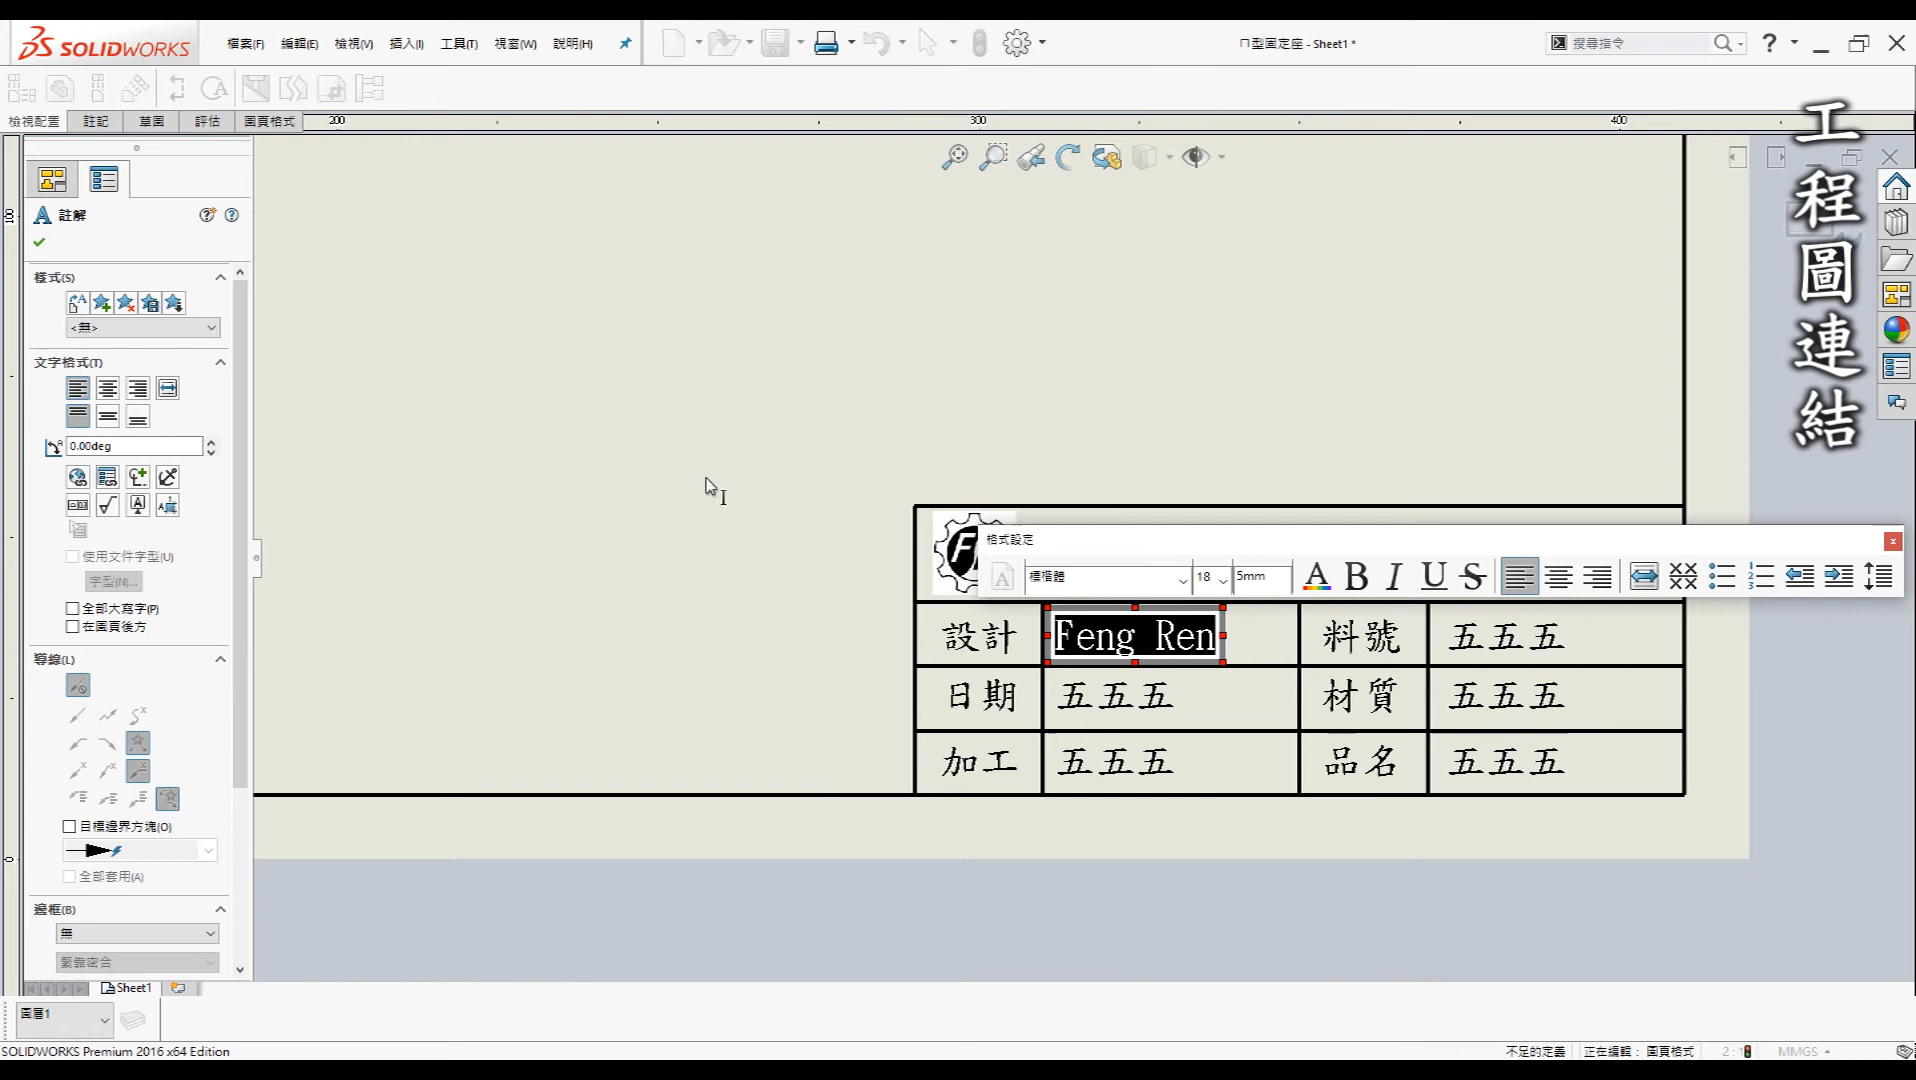 SOLIDWORKS
檔案(F) 編輯(E) 檢視(V) 插入(I) 工具(T) 視窗(W) 說明(H)
ㄇ型固定座 - Sheet1 *
搜尋指令
檢視配置 註記 草圖 評估 圖頁格式
200 300 400
註解
樣式(S)
<無>
文字格式(T)
0.00deg
使用文件字型(U)
字型(N)...
全部大寫字(P)
在圖頁後方
導線(L)
目標邊界方塊(O)
全部套用(A)
邊框(B)
無
緊靠密合
100
0
工程圖連結
格式設定
標楷體 18 5mm
設計 Feng Ren 料號 五五五
日期 五五五 材質 五五五
加工 五五五 品名 五五五
Sheet1
圖層1
SOLIDWORKS Premium 2016 x64 Edition
不足的定義 正在編輯： 圖頁格式 MMGS